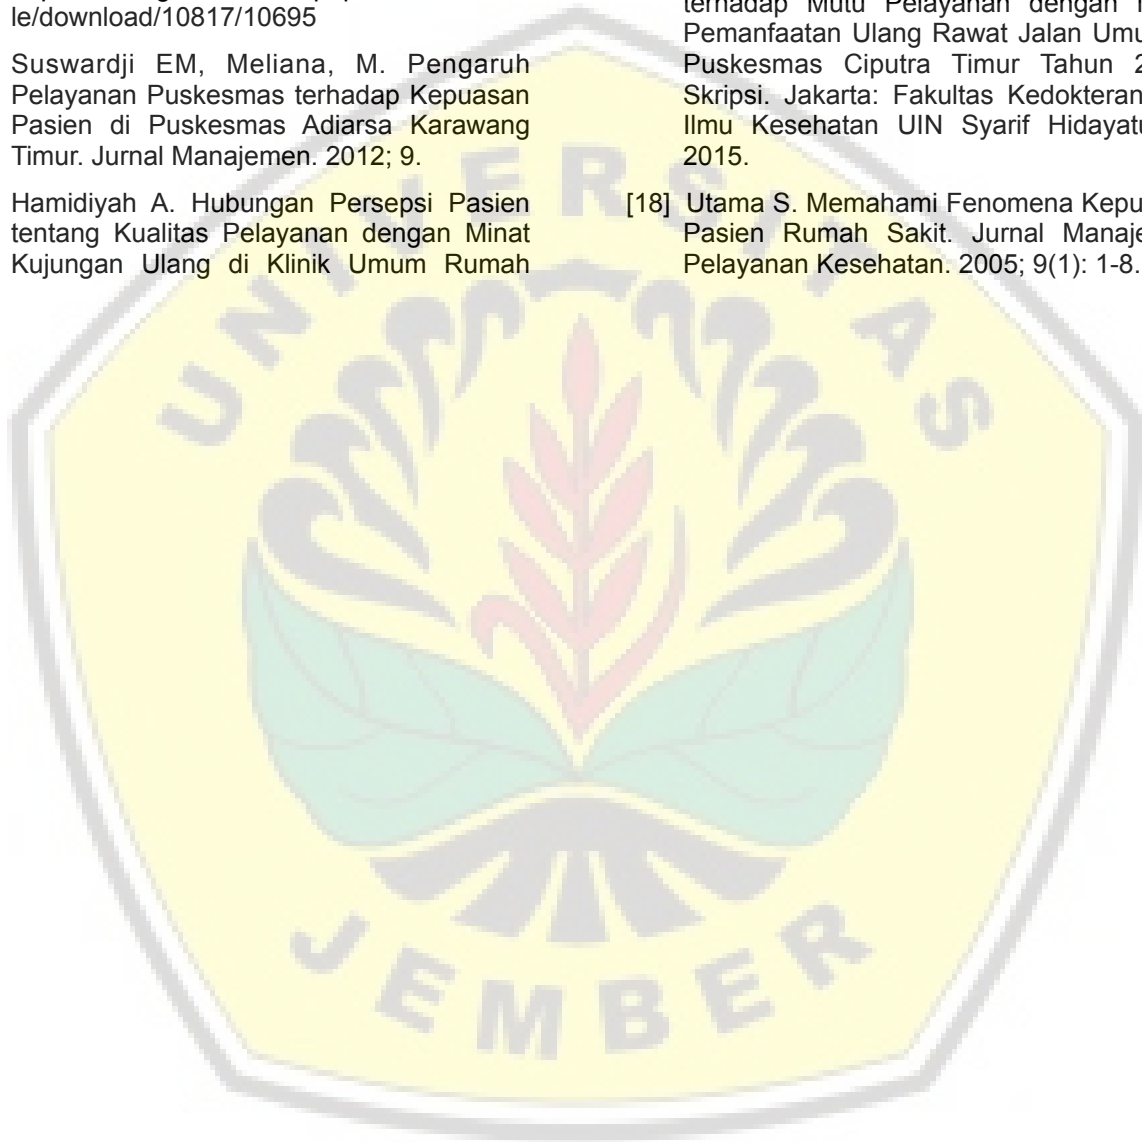 le/download/10817/10695
Suswardji EM, Meliana, M. Pengaruh
Pelayanan Puskesmas terhadap Kepuasan
Pasien di Puskesmas Adiarsa Karawang
Timur. Jurnal Manajemen. 2012; 9.
Hamidiyah A. Hubungan Persepsi Pasien
tentang Kualitas Pelayanan dengan Minat
Kujungan Ulang di Klinik Umum Rumah
terhadap Mutu Pelayanan dengan
Pemanfaatan Ulang Rawat Jalan Umu
Puskesmas Ciputra Timur Tahun 2
Skripsi. Jakarta: Fakultas Kedokteran
Ilmu Kesehatan UIN Syarif Hidayatu
2015.
[18] Utama S. Memahami Fenomena Kepu
Pasien Rumah Sakit. Jurnal Manaje
Pelayanan Kesehatan. 2005; 9(1): 1-8.
UNIVERSITAS
JEMBER